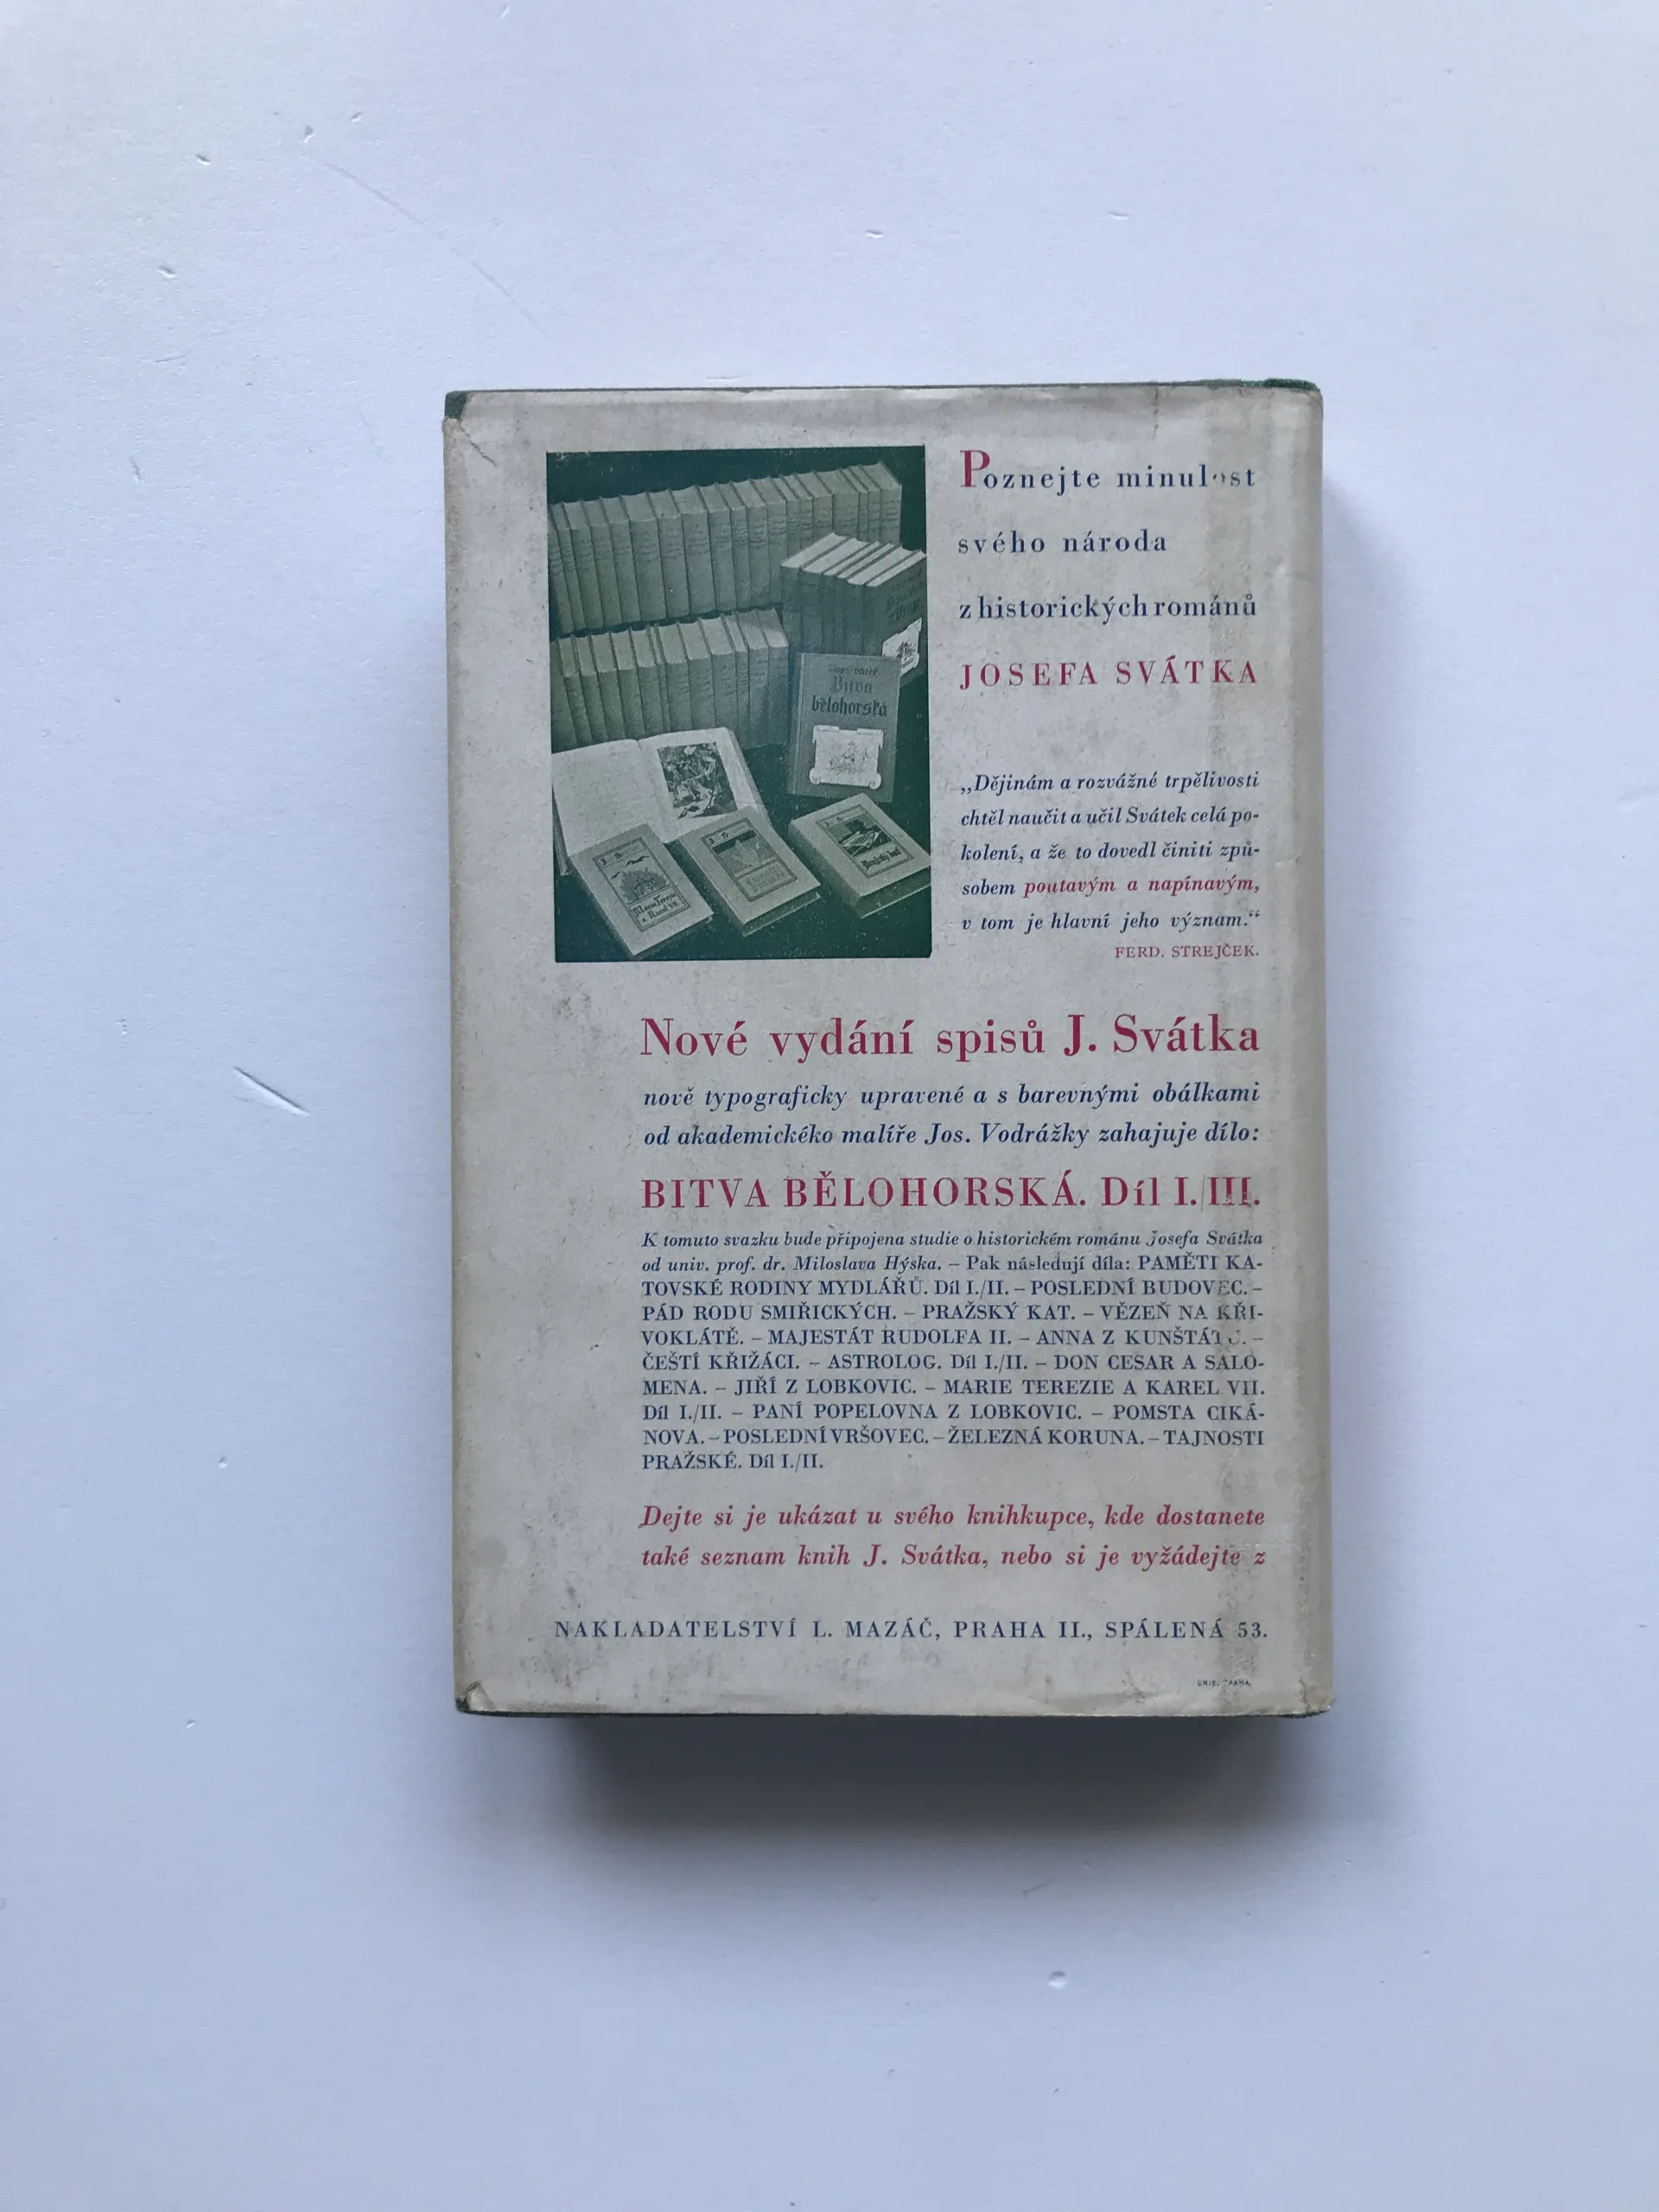 Poznejte minulost
svého národa
z historických románů
JOSEFA SVÁTKA
„Dějinám a rozvážné trpělivosti
chtěl naučit a učil Svátek celá po-
kolení, a že to dovedl činiti způ-
sobem poutavým a napínavým,
v tom je hlavní jeho význam.“
FERD. STREJČEK.
Bitva
bělohorská
Nové vydání spisů J. Svátka
nově typograficky upravené a s barevnými obálkami
od akademického malíře Jos. Vodrážky zahajuje dílo:
BITVA BĚLOHORSKÁ. Díl I./III.
K tomuto svazku bude připojena studie o historickém románu Josefa Svátka
od univ. prof. dr. Miloslava Hýska. – Pak následují díla: PAMĚTI KA-
TOVSKÉ RODINY MYDLÁŘŮ. Díl I./II. – POSLEDNÍ BUDOVEC. –
PÁD RODU SMIŘICKÝCH. – PRAŽSKÝ KAT. – VĚZEŇ NA KŘI-
VOKLÁTĚ. – MAJESTÁT RUDOLFA II. – ANNA Z KUNŠTÁTU. –
ČEŠTÍ KŘIŽÁCI. – ASTROLOG. Díl I./II. – DON CESAR A SALO-
MENA. – JIŘÍ Z LOBKOVIC. – MARIE TEREZIE A KAREL VII.
Díl I./II. – PANÍ POPELOVNA Z LOBKOVIC. – POMSTA CIKÁ-
NOVA. – POSLEDNÍ VRŠOVEC. – ŽELEZNÁ KORUNA. – TAJNOSTI
PRAŽSKÉ. Díl I./II.
Dejte si je ukázat u svého knihkupce, kde dostanete
také seznam knih J. Svátka, nebo si je vyžádejte z
NAKLADATELSTVÍ L. MAZÁČ, PRAHA II., SPÁLENÁ 53.
UNIE, PRAHA